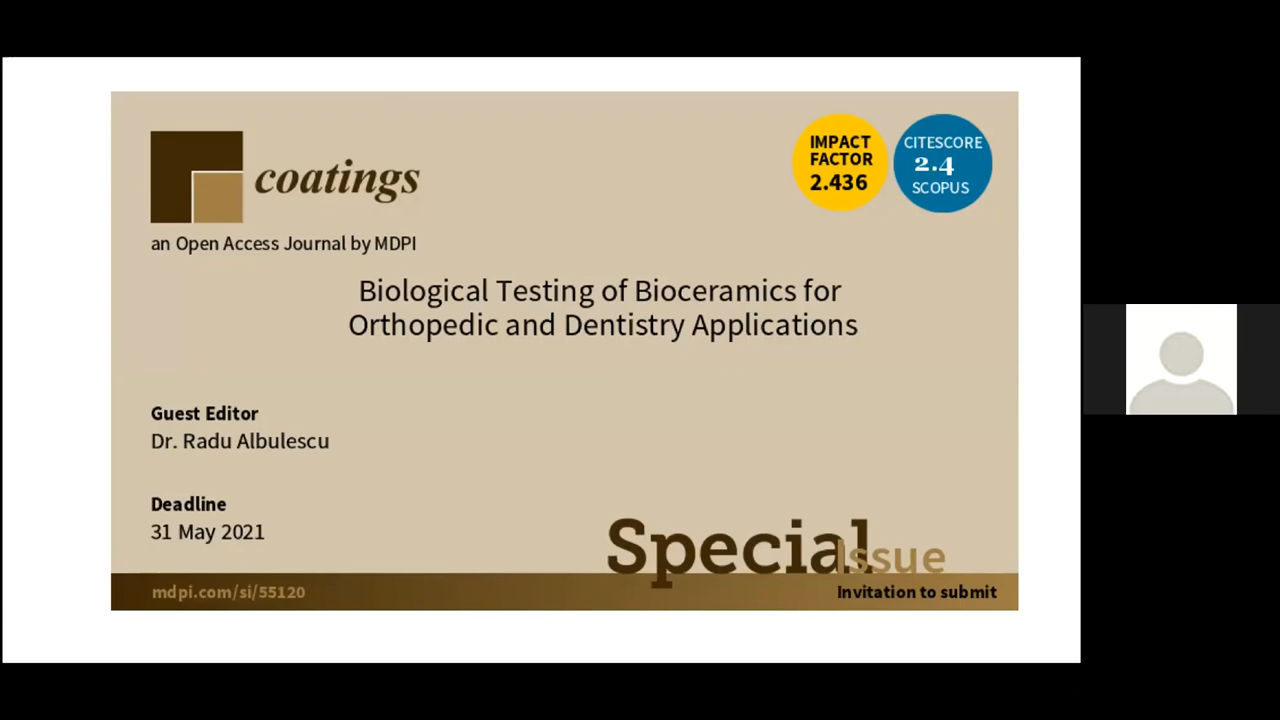 coatings
an Open Access Journal by MDPI
IMPACT
FACTOR
2.436
CITESCORE
2.4
SCOPUS
Biological Testing of Bioceramics for
Orthopedic and Dentistry Applications
Guest Editor
Dr. Radu Albulescu
Deadline
31 May 2021
Special
Issue
mdpi.com/si/55120
Invitation to submit